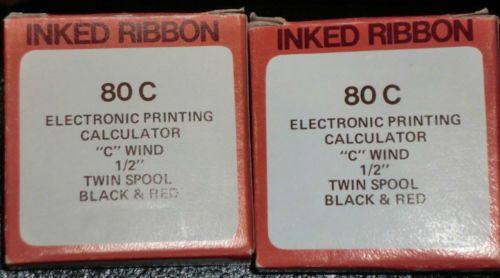 INKED RIBBON
80 C
ELECTRONIC PRINTING
CALCULATOR
"C" WIND
1/2"
TWIN SPOOL
BLACK & RED
INKED RIBBON
80 C
ELECTRONIC PRINTING
CALCULATOR
"C" WIND
1/2"
TWIN SPOOL
BLACK & RED